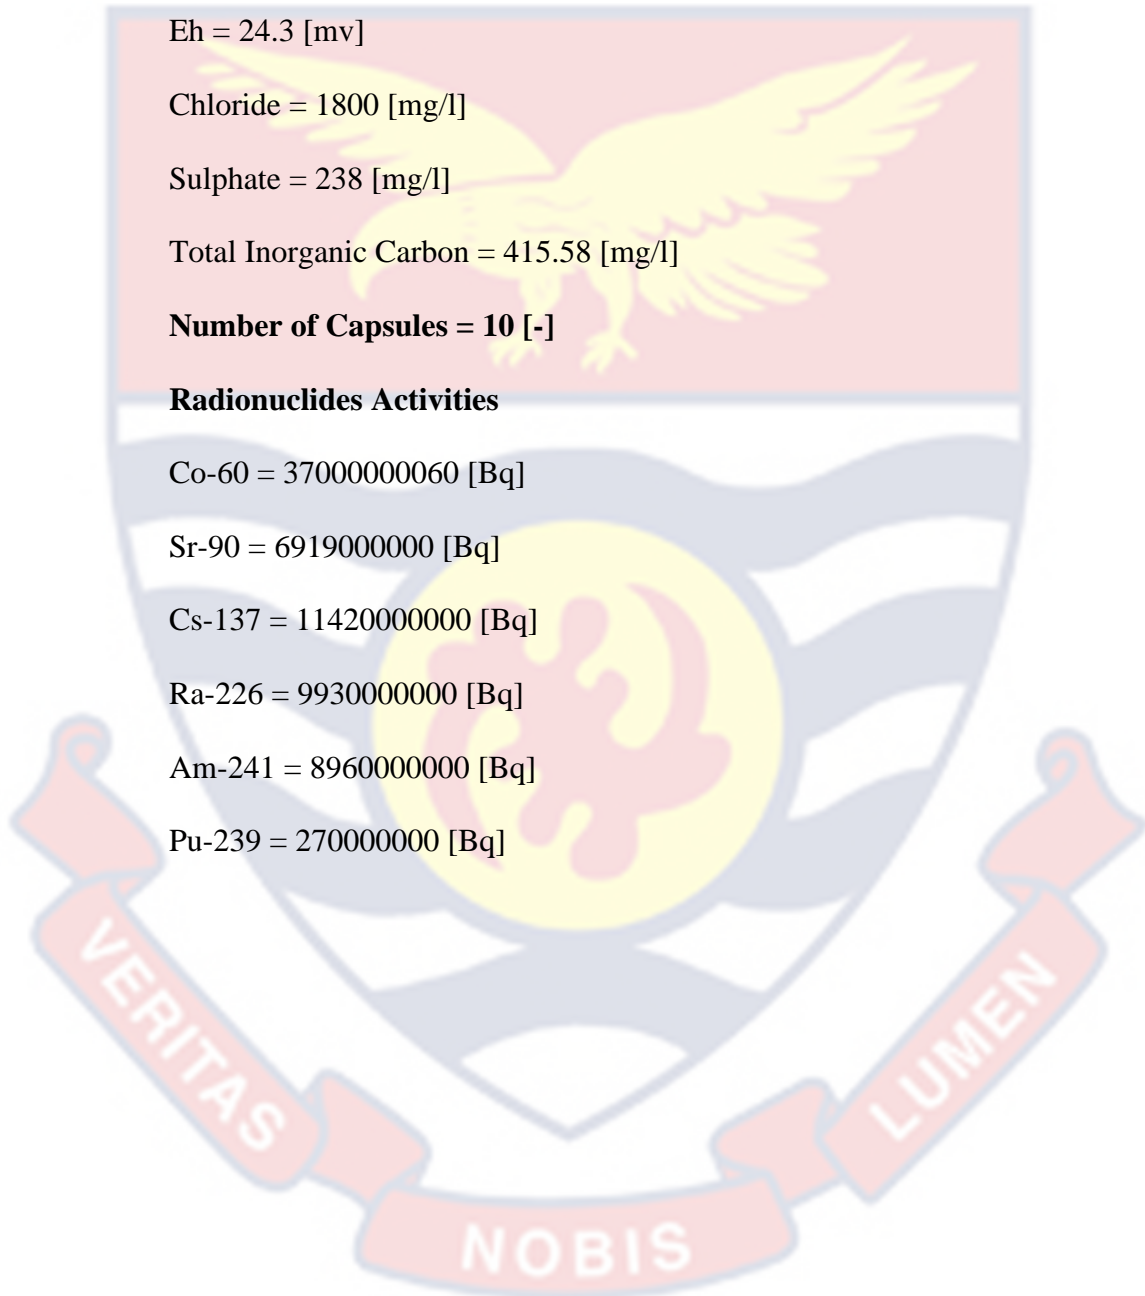 Eh = 24.3 [mv]
Chloride = 1800 [mg/l]
Sulphate = 238 [mg/l]
Total Inorganic Carbon = 415.58 [mg/l]
Number of Capsules = 10 [-]
Radionuclides Activities
Co-60 = 37000000060 [Bq]
Sr-90 = 6919000000 [Bq]
Cs-137 = 11420000000 [Bq]
Ra-226 = 9930000000 [Bq]
Am-241 = 8960000000 [Bq]
Pu-239 = 270000000 [Bq]
VERITAS
NOBIS
LUMEN